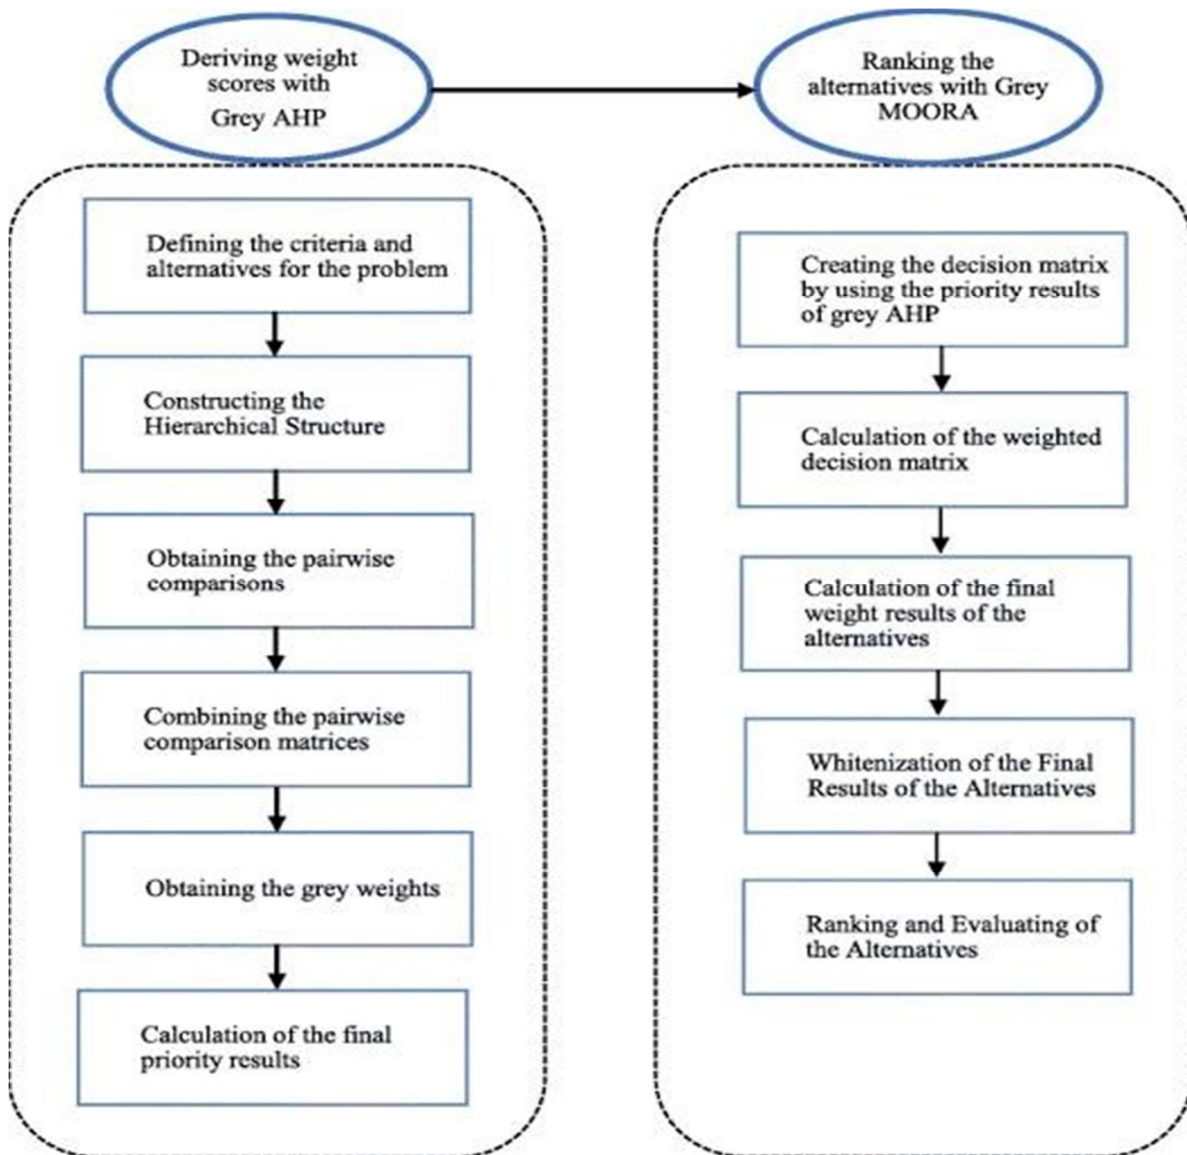 Deriving weight
scores with
Grey AHP
Defining the criteria and
alternatives for the problem
Constructing the
Hierarchical Structure
Obtaining the pairwise
comparisons
Combining the pairwise
comparison matrices
Obtaining the grey weights
Calculation of the final
priority results
Ranking the
alternatives with Grey
MOORA
Creating the decision matrix
by using the priority results
of grey AHP
Calculation of the weighted
decision matrix
Calculation of the final
weight results of the
alternatives
Whitenization of the Final
Results of the Alternatives
Ranking and Evaluating of
the Alternatives